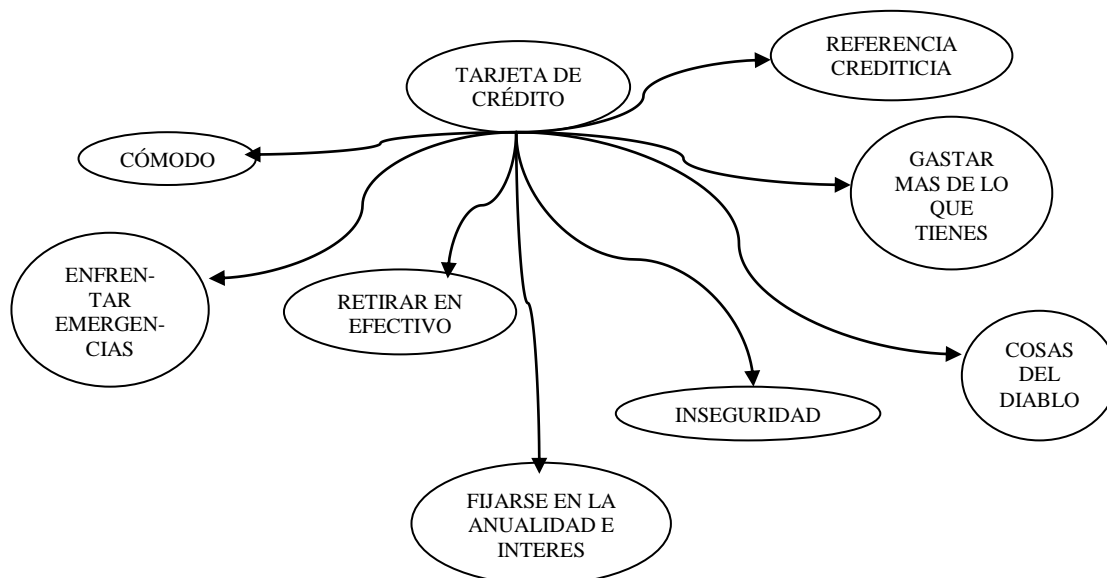 TARJETA DE
CRÉDITO
REFERENCIA
CREDITICIA
CÓMODO
GASTAR
MAS DE LO
QUE
TIENES
ENFREN-
TAR
EMERGEN-
CIAS
RETIRAR EN
EFECTIVO
COSAS
DEL
DIABLO
INSEGURIDAD
FIJARSE EN LA
ANUALIDAD E
INTERES